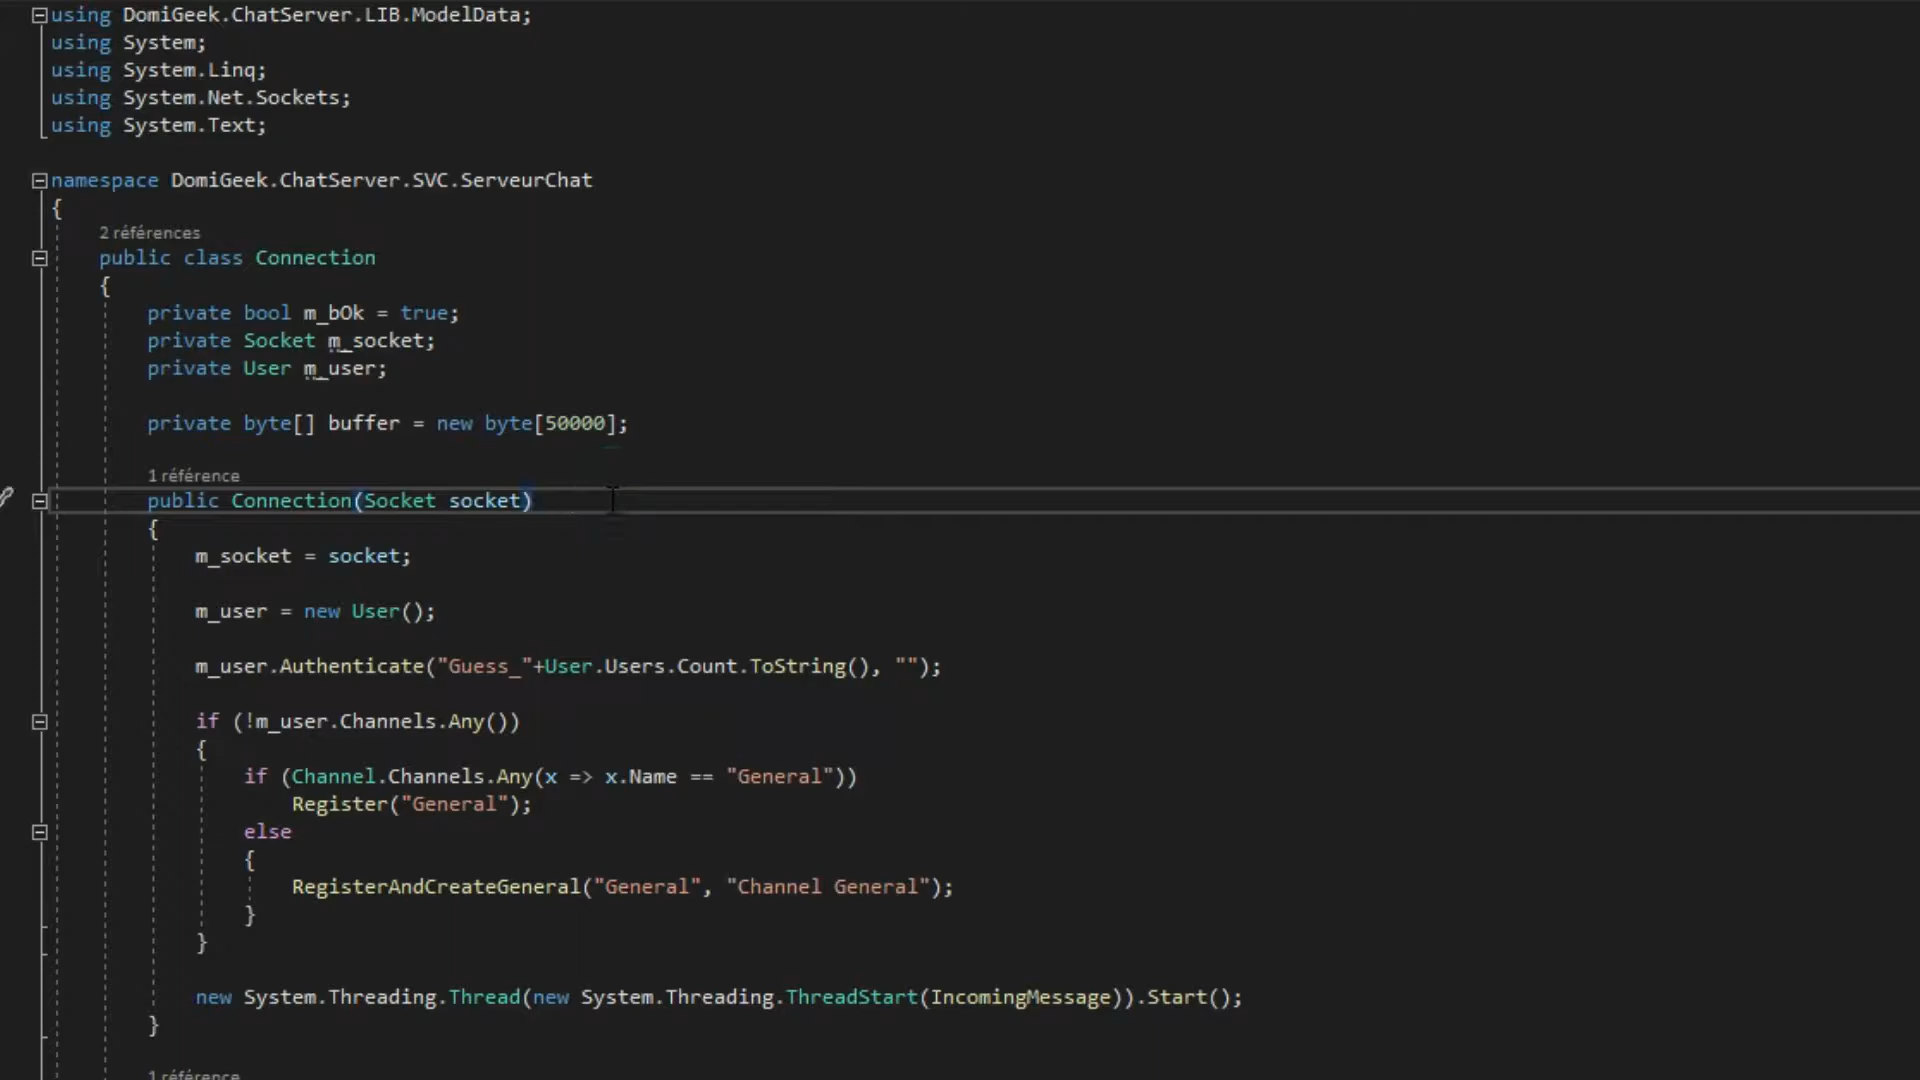 using DomiGeek.ChatServer.LIB.ModelData;
using System;
using System.Linq;
using System.Net.Sockets;
using System.Text;
namespace DomiGeek.ChatServer.SVC.ServeurChat
{
2 références
public class Connection
{
private bool m_bOk = true;
private Socket m_socket;
private User m_user;
private byte[] buffer = new byte[50000];
1 référence
public Connection(Socket socket)
{
m_socket = socket;
m_user = new User();
m_user.Authenticate("Guess_"+User.Users.Count.ToString(), "");
if (!m_user.Channels.Any())
{
if (Channel.Channels.Any(x => x.Name == "General"))
Register("General");
else
{
RegisterAndCreateGeneral("General", "Channel General");
}
}
new System.Threading.Thread(new System.Threading.ThreadStart(IncomingMessage)).Start();
}
1 référence